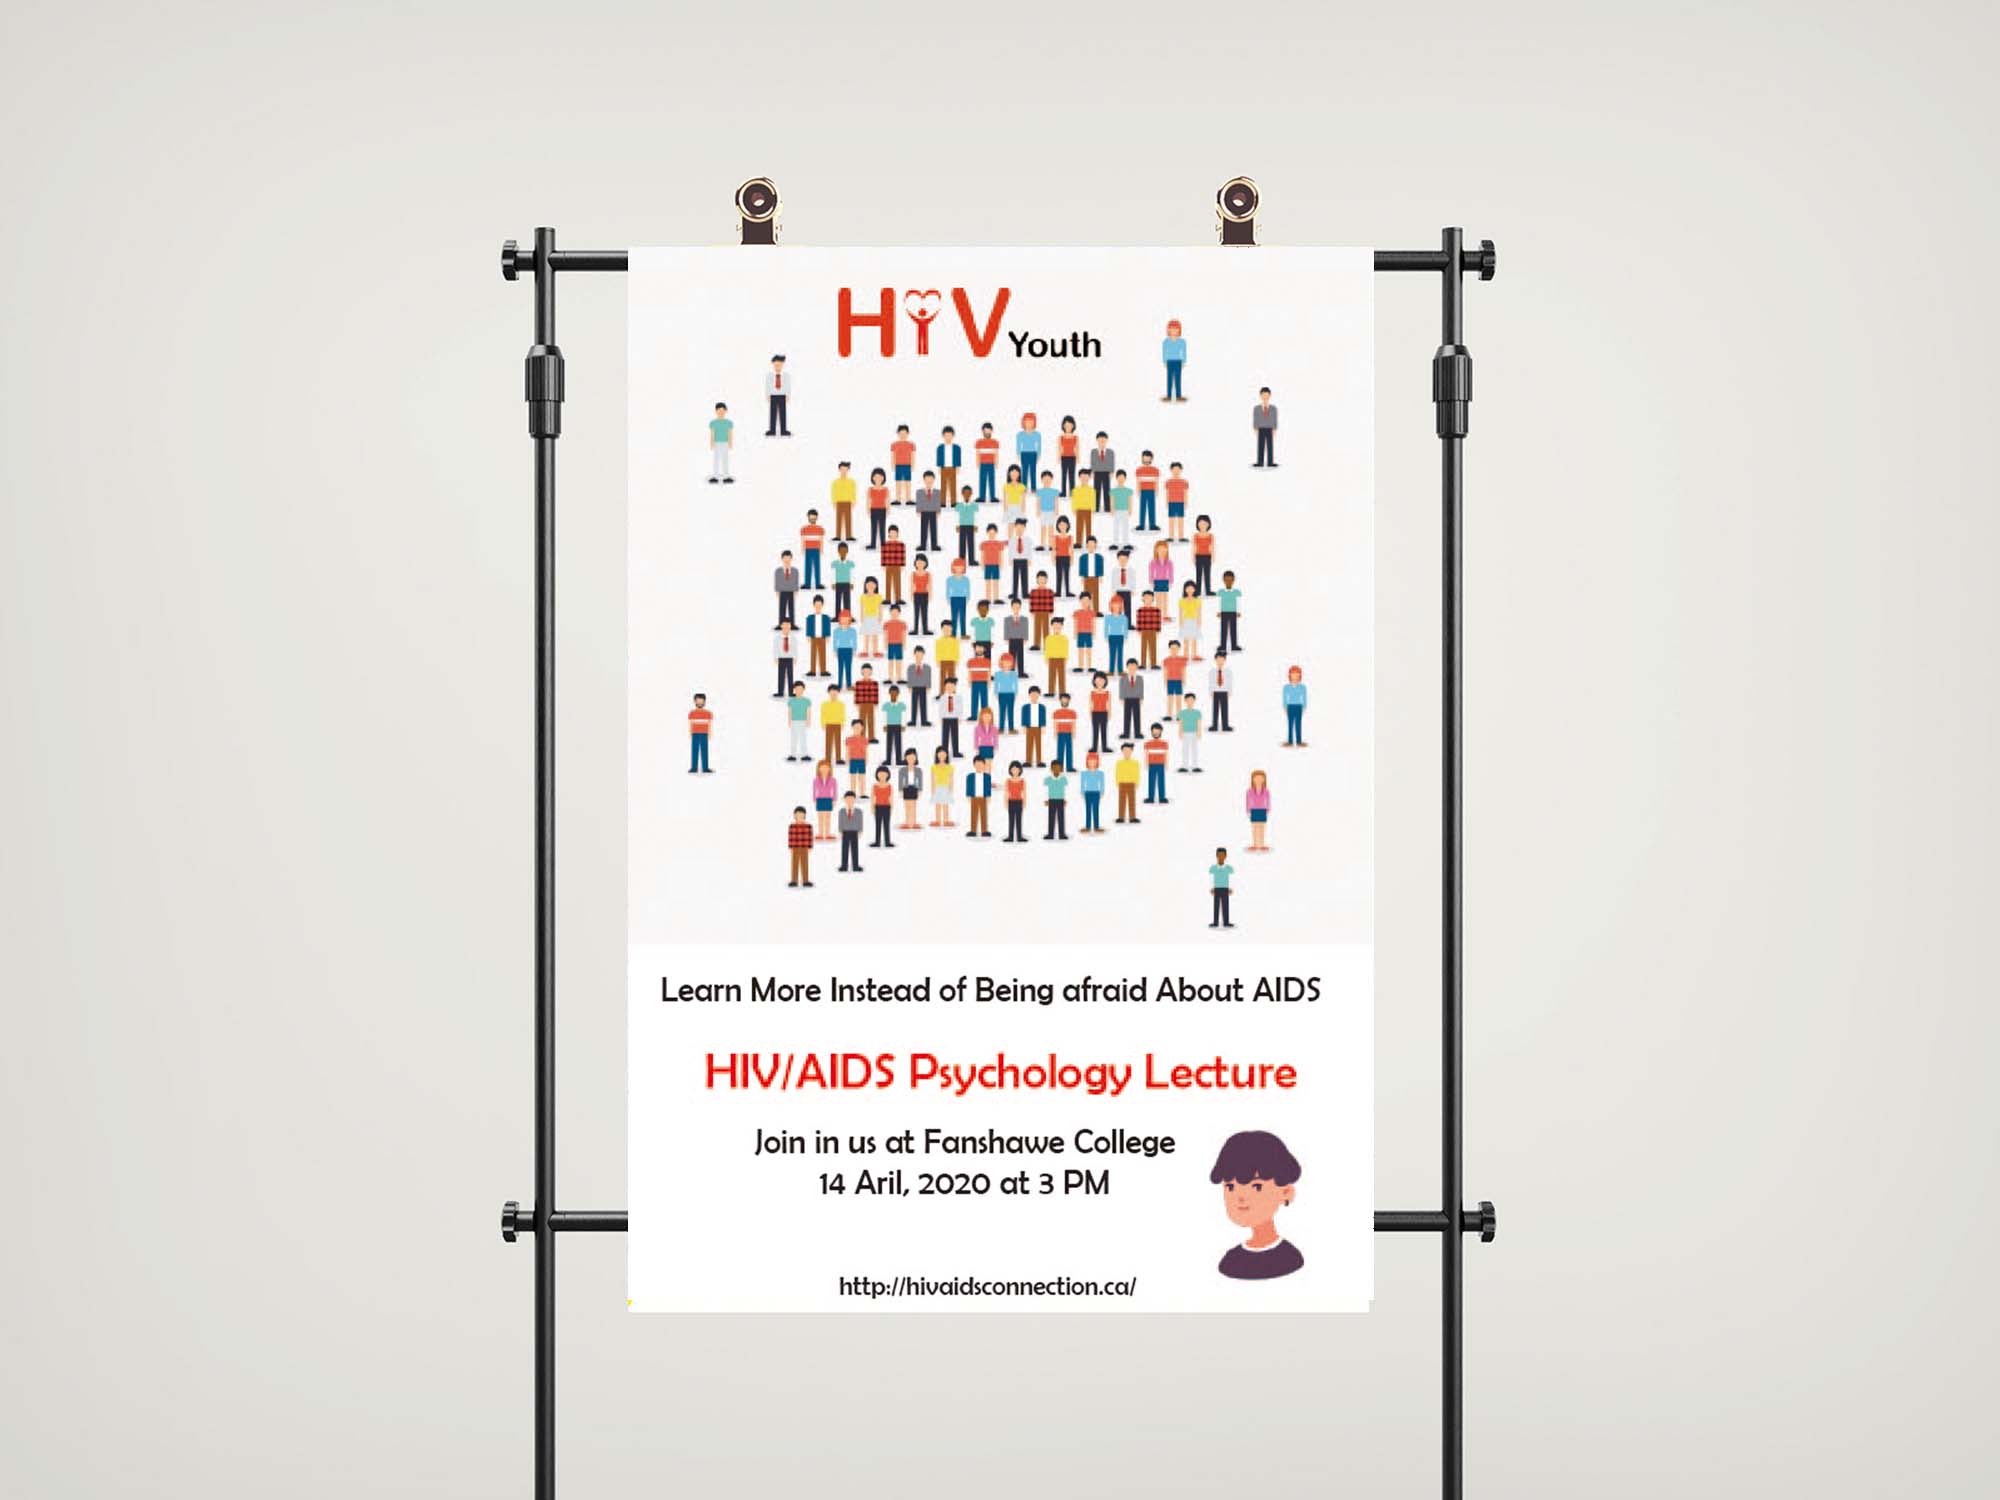 HIV Youth
Learn More Instead of Being afraid About AIDS
HIV/AIDS Psychology Lecture
Join in us at Fanshawe College
14 Aril, 2020 at 3 PM
http://hivaidsconnection.ca/